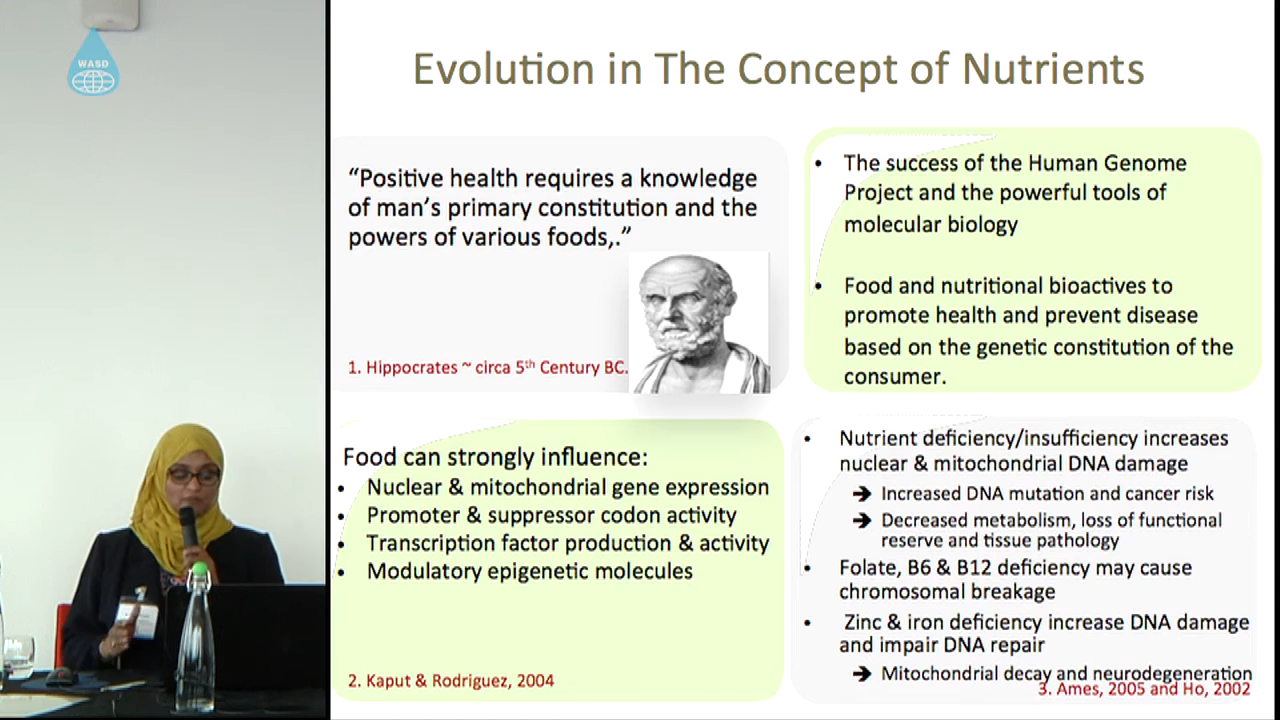 WASD
Evolution in The Concept of Nutrients
“Positive health requires a knowledge
of man’s primary constitution and the
powers of various foods,.”
1. Hippocrates ~ circa 5th Century BC.
• The success of the Human Genome
Project and the powerful tools of
molecular biology
• Food and nutritional bioactives to
promote health and prevent disease
based on the genetic constitution of the
consumer.
Food can strongly influence:
• Nuclear & mitochondrial gene expression
• Promoter & suppressor codon activity
• Transcription factor production & activity
• Modulatory epigenetic molecules
2. Kaput & Rodriguez, 2004
• Nutrient deficiency/insufficiency increases
nuclear & mitochondrial DNA damage
➔ Increased DNA mutation and cancer risk
➔ Decreased metabolism, loss of functional
reserve and tissue pathology
• Folate, B6 & B12 deficiency may cause
chromosomal breakage
• Zinc & iron deficiency increase DNA damage
and impair DNA repair
➔ Mitochondrial decay and neurodegeneration
3. Ames, 2005 and Ho, 2002